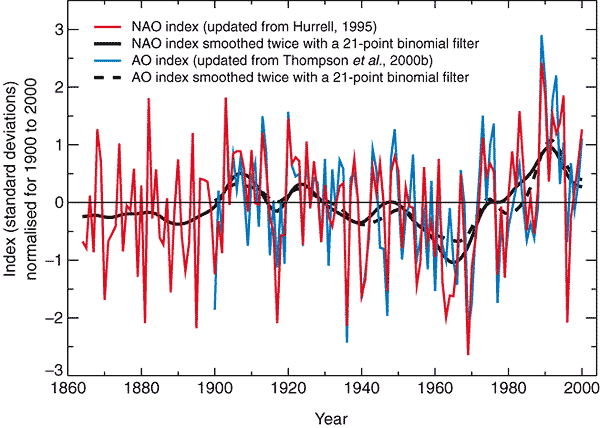 NAO index (updated from Hurrell, 1995)
NAO index smoothed twice with a 21-point binomial filter
AO index (updated from Thompson et al., 2000b)
AO index smoothed twice with a 21-point binomial filter
Index (standard deviations)
normalised for 1900 to 2000
3
2
1
0
−1
−2
−3
1860 1880 1900 1920 1940 1960 1980 2000
Year